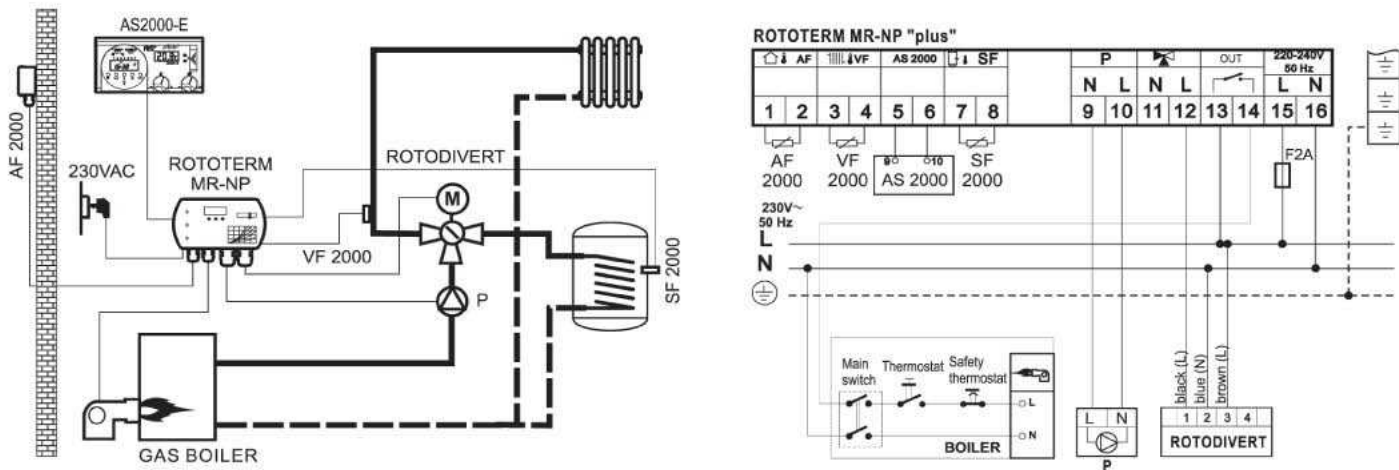 AS2000-E
AF 2000
230VAC
ROTOTERM
MR-NP
ROTODIVERT
M
VF 2000
P
SF 2000
GAS BOILER
ROTOTERM MR-NP "plus"
AF VF AS 2000 SF P OUT 220-240V
50 Hz
N L N L L N
1 2 3 4 5 6 7 8 9 10 11 12 13 14 15 16
AF
2000
VF
2000
9 10
AS 2000
SF
2000
F2A
230V~
50 Hz
L
N
Main
switch
Thermostat
Safety
thermostat
L
N
BOILER
L N
P
black (L)
blue (N)
brown (L)
1 2 3 4
ROTODIVERT